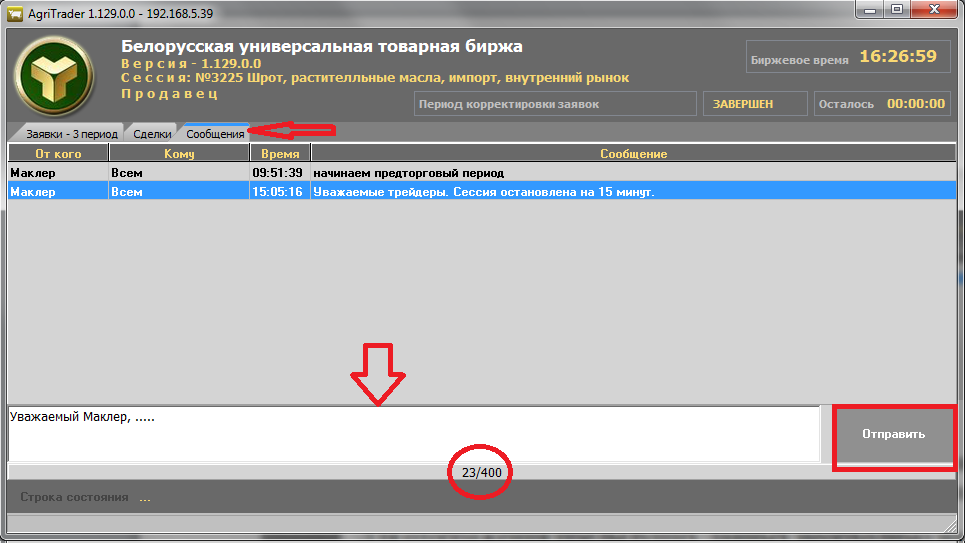 AgriTrader 1.129.0.0 - 192.168.5.39
Белорусская универсальная товарная биржа
Версия - 1.129.0.0
Сессия: №3225 Шрот, растителльные масла, импорт, внутренний рынок
Продавец
Биржевое время 16:26:59
Период корректировки заявок ЗАВЕРШЕН Осталось 00:00:00
Заявки - 3 период Сделки Сообщения
От кого Кому Время Сообщение
Маклер Всем 09:51:39 начинаем предторговый период
Маклер Всем 15:05:16 Уважаемые трейдеры. Сессия остановлена на 15 минут.
Уважаемый Маклер, .....
Отправить
23/400
Строка состояния ...